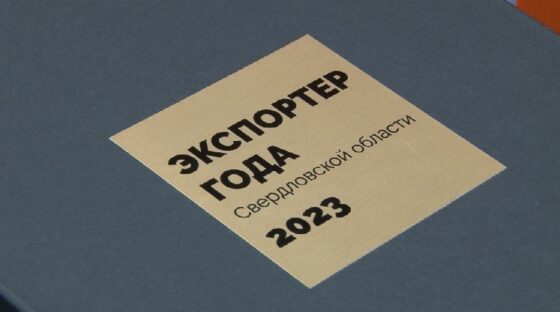 ЭКСПОРТЕР
ГОДА
Свердловской области
2023